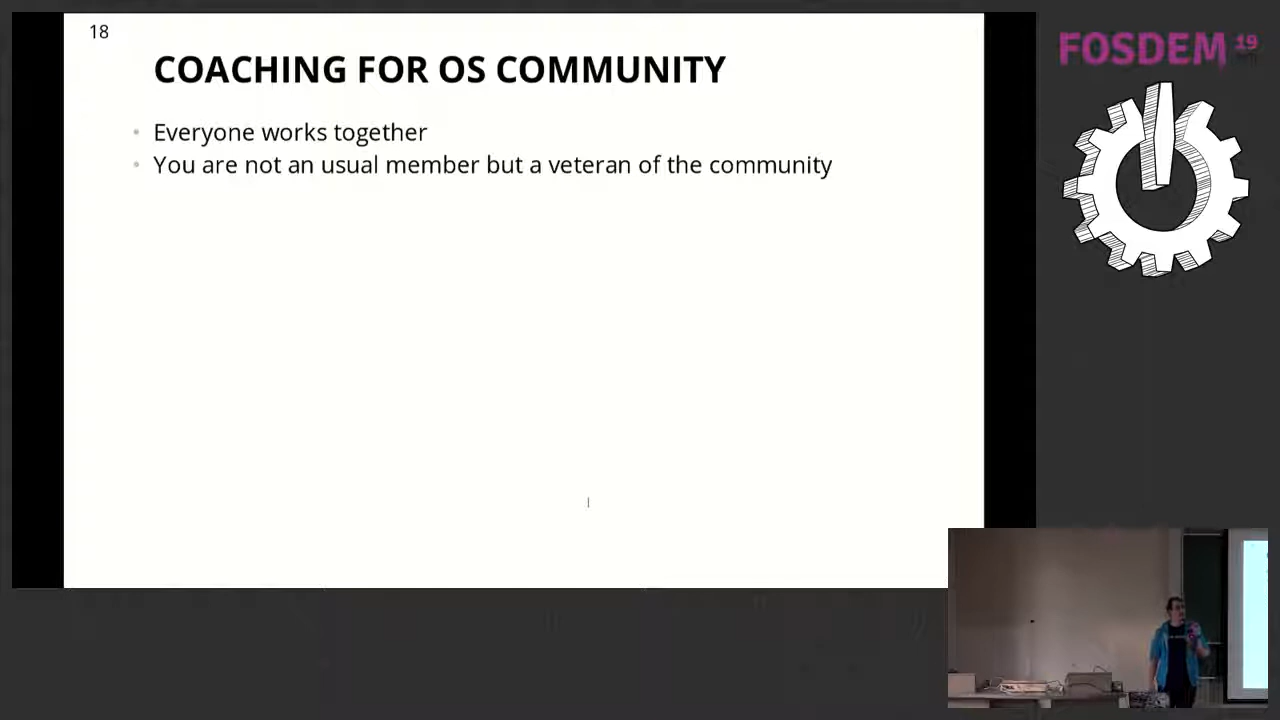 18
COACHING FOR OS COMMUNITY
• Everyone works together
• You are not an usual member but a veteran of the community
FOSDEM 19